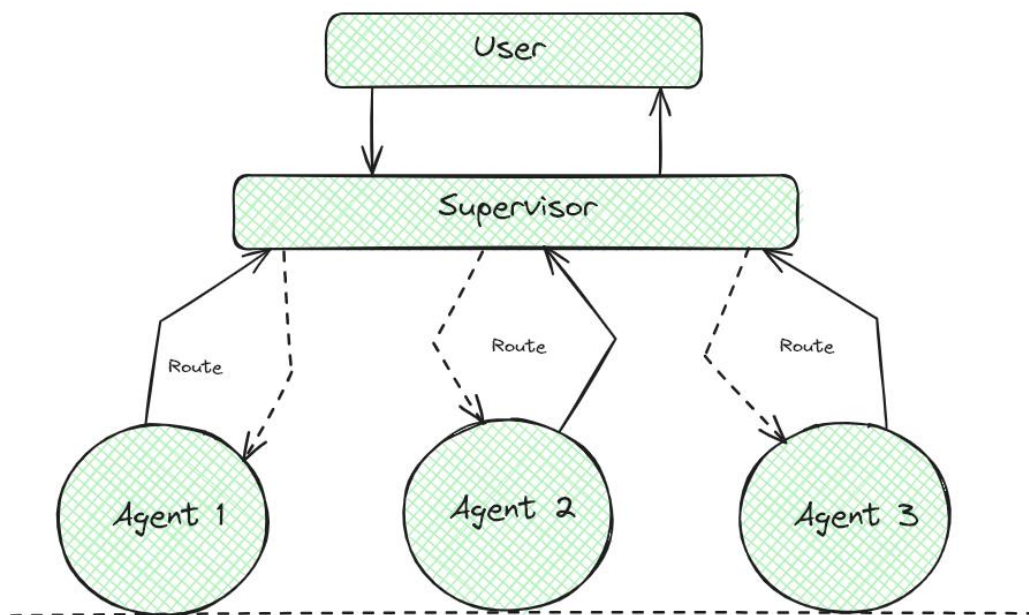 User
Supervisor
Route
Route
Route
Agent 1
Agent 2
Agent 3